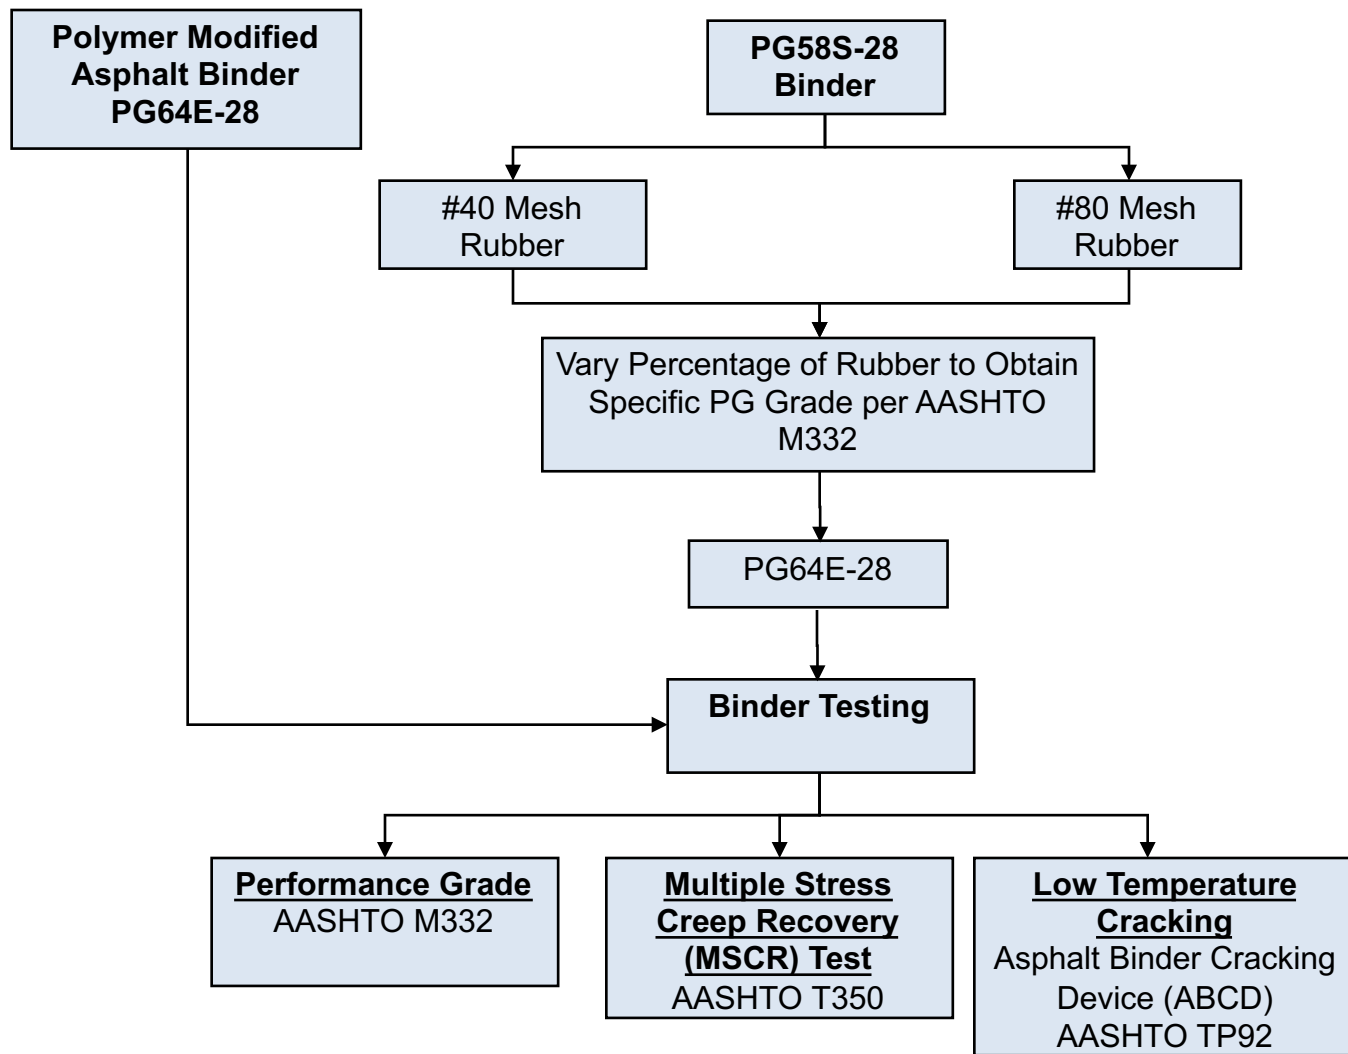 Polymer Modified
Asphalt Binder
PG64E-28
PG58S-28
Binder
#40 Mesh
Rubber
#80 Mesh
Rubber
Vary Percentage of Rubber to Obtain
Specific PG Grade per AASHTO
M332
PG64E-28
Binder Testing
Performance Grade
AASHTO M332
Multiple Stress
Creep Recovery
(MSCR) Test
AASHTO T350
Low Temperature
Cracking
Asphalt Binder Cracking
Device (ABCD)
AASHTO TP92